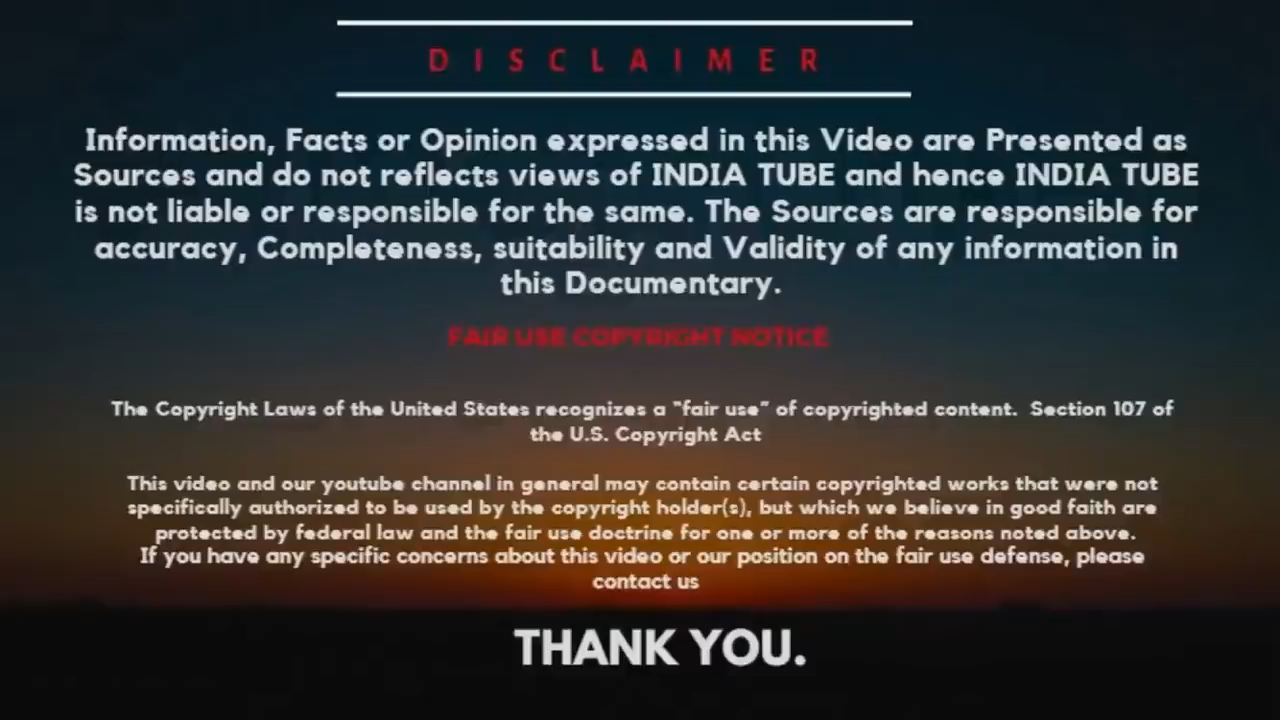 DISCLAIMER
Information, Facts or Opinion expressed in this Video are Presented as
Sources and do not reflects views of INDIA TUBE and hence INDIA TUBE
is not liable or responsible for the same. The Sources are responsible for
accuracy, Completeness, suitability and Validity of any information in
this Documentary.
FAIR USE COPYRIGHT NOTICE
The Copyright Laws of the United States recognizes a “fair use” of copyrighted content. Section 107 of
the U.S. Copyright Act
This video and our youtube channel in general may contain certain copyrighted works that were not
specifically authorized to be used by the copyright holder(s), but which we believe in good faith are
protected by federal law and the fair use doctrine for one or more of the reasons noted above.
If you have any specific concerns about this video or our position on the fair use defense, please
contact us
THANK YOU.